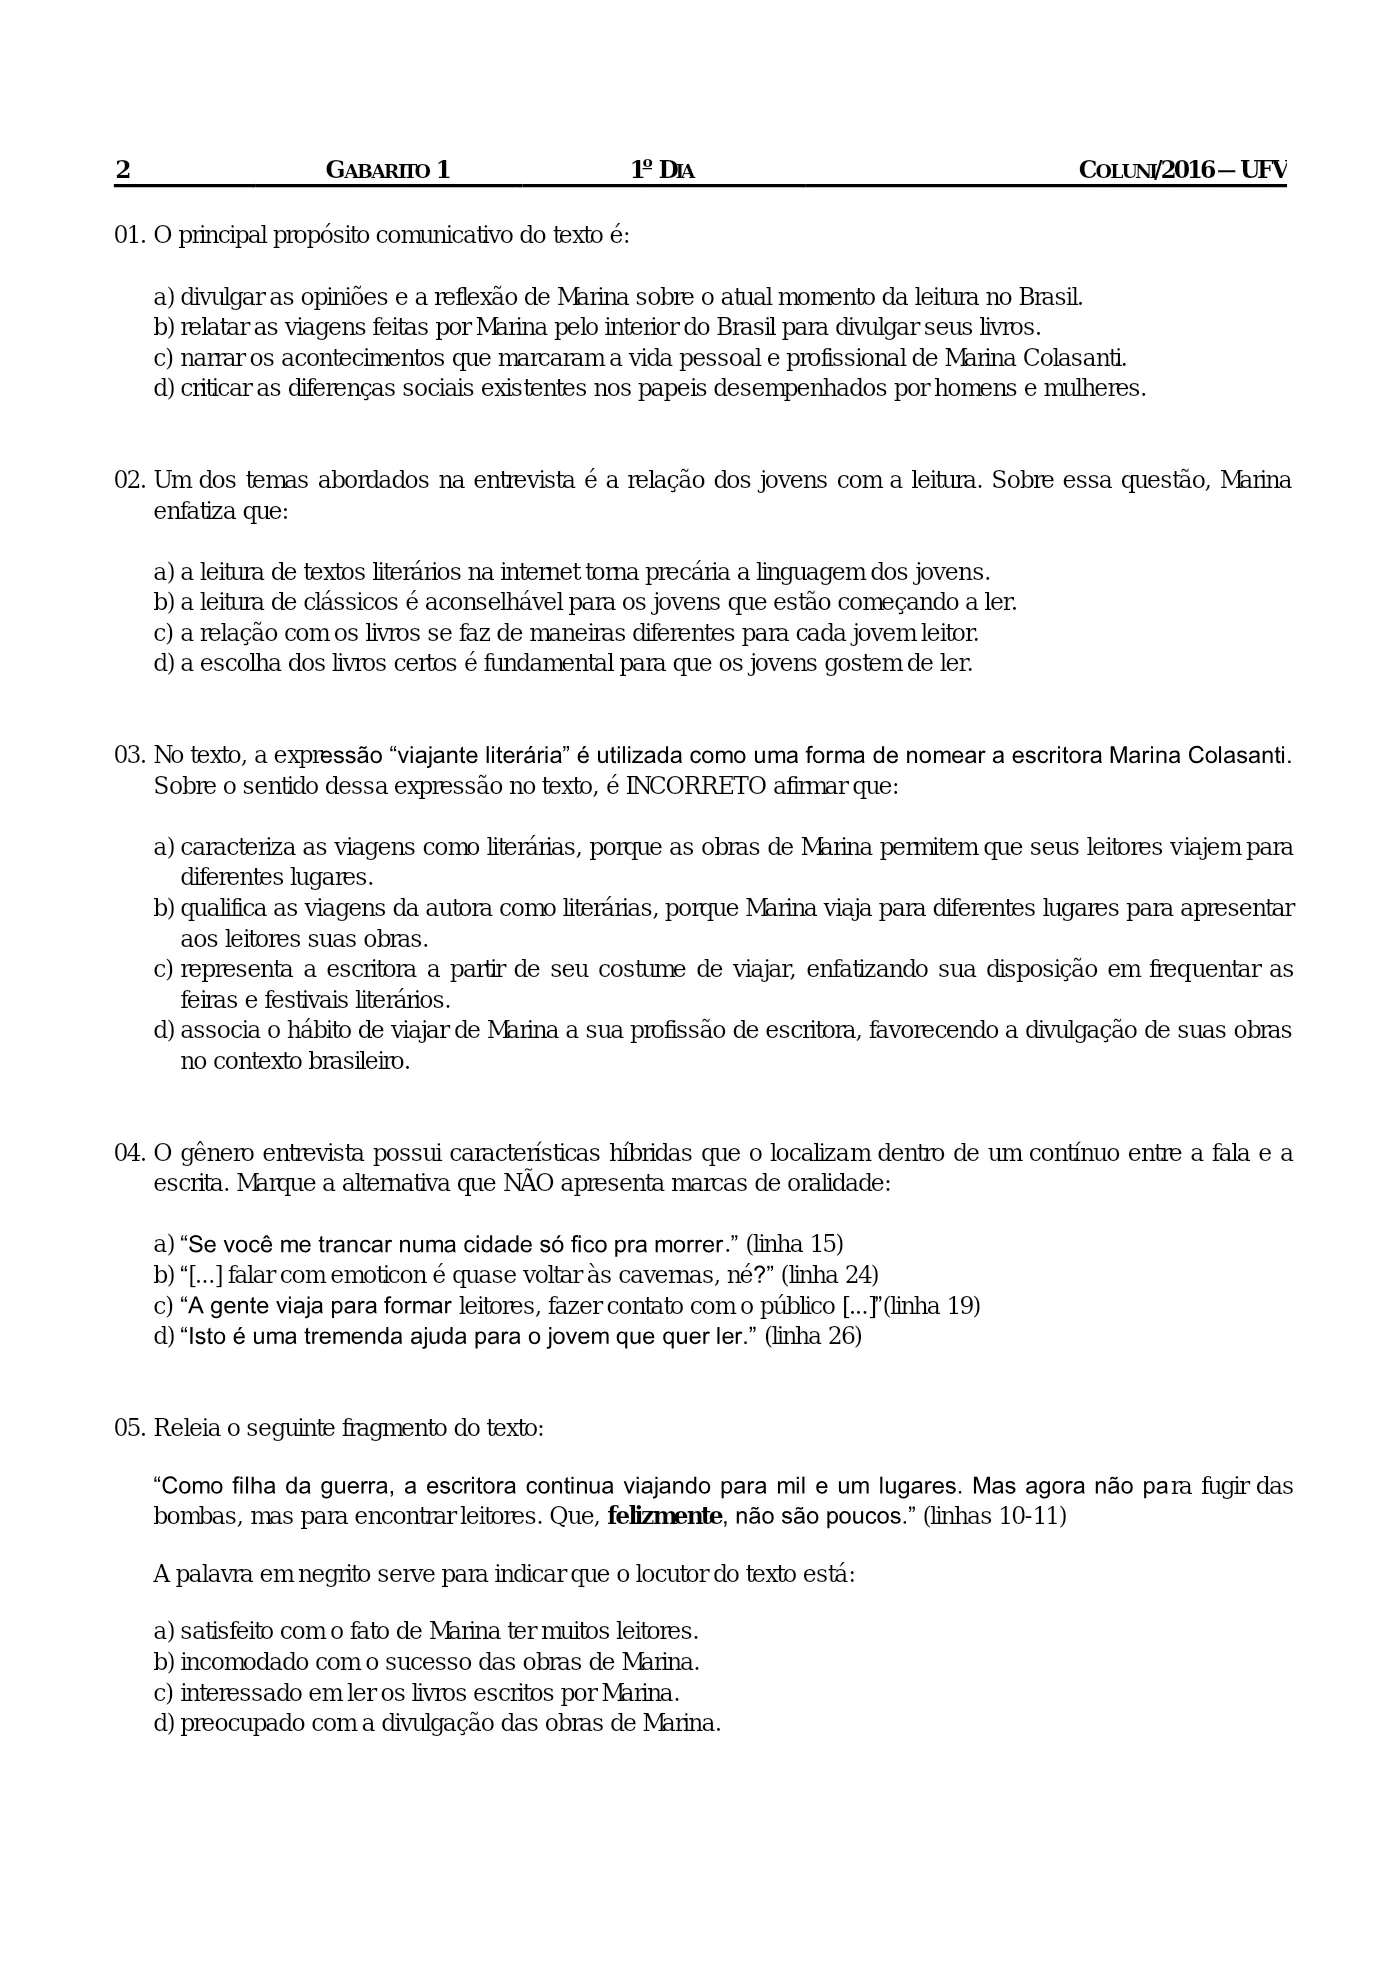 2 GABARITO 1 1º DIA COLUNI/2016 — UFV
01. O principal propósito comunicativo do texto é:
a) divulgar as opiniões e a reflexão de Marina sobre o atual momento da leitura no Brasil.
b) relatar as viagens feitas por Marina pelo interior do Brasil para divulgar seus livros.
c) narrar os acontecimentos que marcaram a vida pessoal e profissional de Marina Colasanti.
d) criticar as diferenças sociais existentes nos papeis desempenhados por homens e mulheres.
02. Um dos temas abordados na entrevista é a relação dos jovens com a leitura. Sobre essa questão, Marina
enfatiza que:
a) a leitura de textos literários na internet torna precária a linguagem dos jovens.
b) a leitura de clássicos é aconselhável para os jovens que estão começando a ler.
c) a relação com os livros se faz de maneiras diferentes para cada jovem leitor.
d) a escolha dos livros certos é fundamental para que os jovens gostem de ler.
03. No texto, a expressão “viajante literária” é utilizada como uma forma de nomear a escritora Marina Colasanti.
Sobre o sentido dessa expressão no texto, é INCORRETO afirmar que:
a) caracteriza as viagens como literárias, porque as obras de Marina permitem que seus leitores viajem para
diferentes lugares.
b) qualifica as viagens da autora como literárias, porque Marina viaja para diferentes lugares para apresentar
aos leitores suas obras.
c) representa a escritora a partir de seu costume de viajar, enfatizando sua disposição em frequentar as
feiras e festivais literários.
d) associa o hábito de viajar de Marina a sua profissão de escritora, favorecendo a divulgação de suas obras
no contexto brasileiro.
04. O gênero entrevista possui características híbridas que o localizam dentro de um contínuo entre a fala e a
escrita. Marque a alternativa que NÃO apresenta marcas de oralidade:
a) “Se você me trancar numa cidade só fico pra morrer.” (linha 15)
b) “[...] falar com emoticon é quase voltar às cavernas, né?” (linha 24)
c) “A gente viaja para formar leitores, fazer contato com o público [...]”(linha 19)
d) “Isto é uma tremenda ajuda para o jovem que quer ler.” (linha 26)
05. Releia o seguinte fragmento do texto:
“Como filha da guerra, a escritora continua viajando para mil e um lugares. Mas agora não para fugir das
bombas, mas para encontrar leitores. Que, felizmente, não são poucos.” (linhas 10-11)
A palavra em negrito serve para indicar que o locutor do texto está:
a) satisfeito com o fato de Marina ter muitos leitores.
b) incomodado com o sucesso das obras de Marina.
c) interessado em ler os livros escritos por Marina.
d) preocupado com a divulgação das obras de Marina.